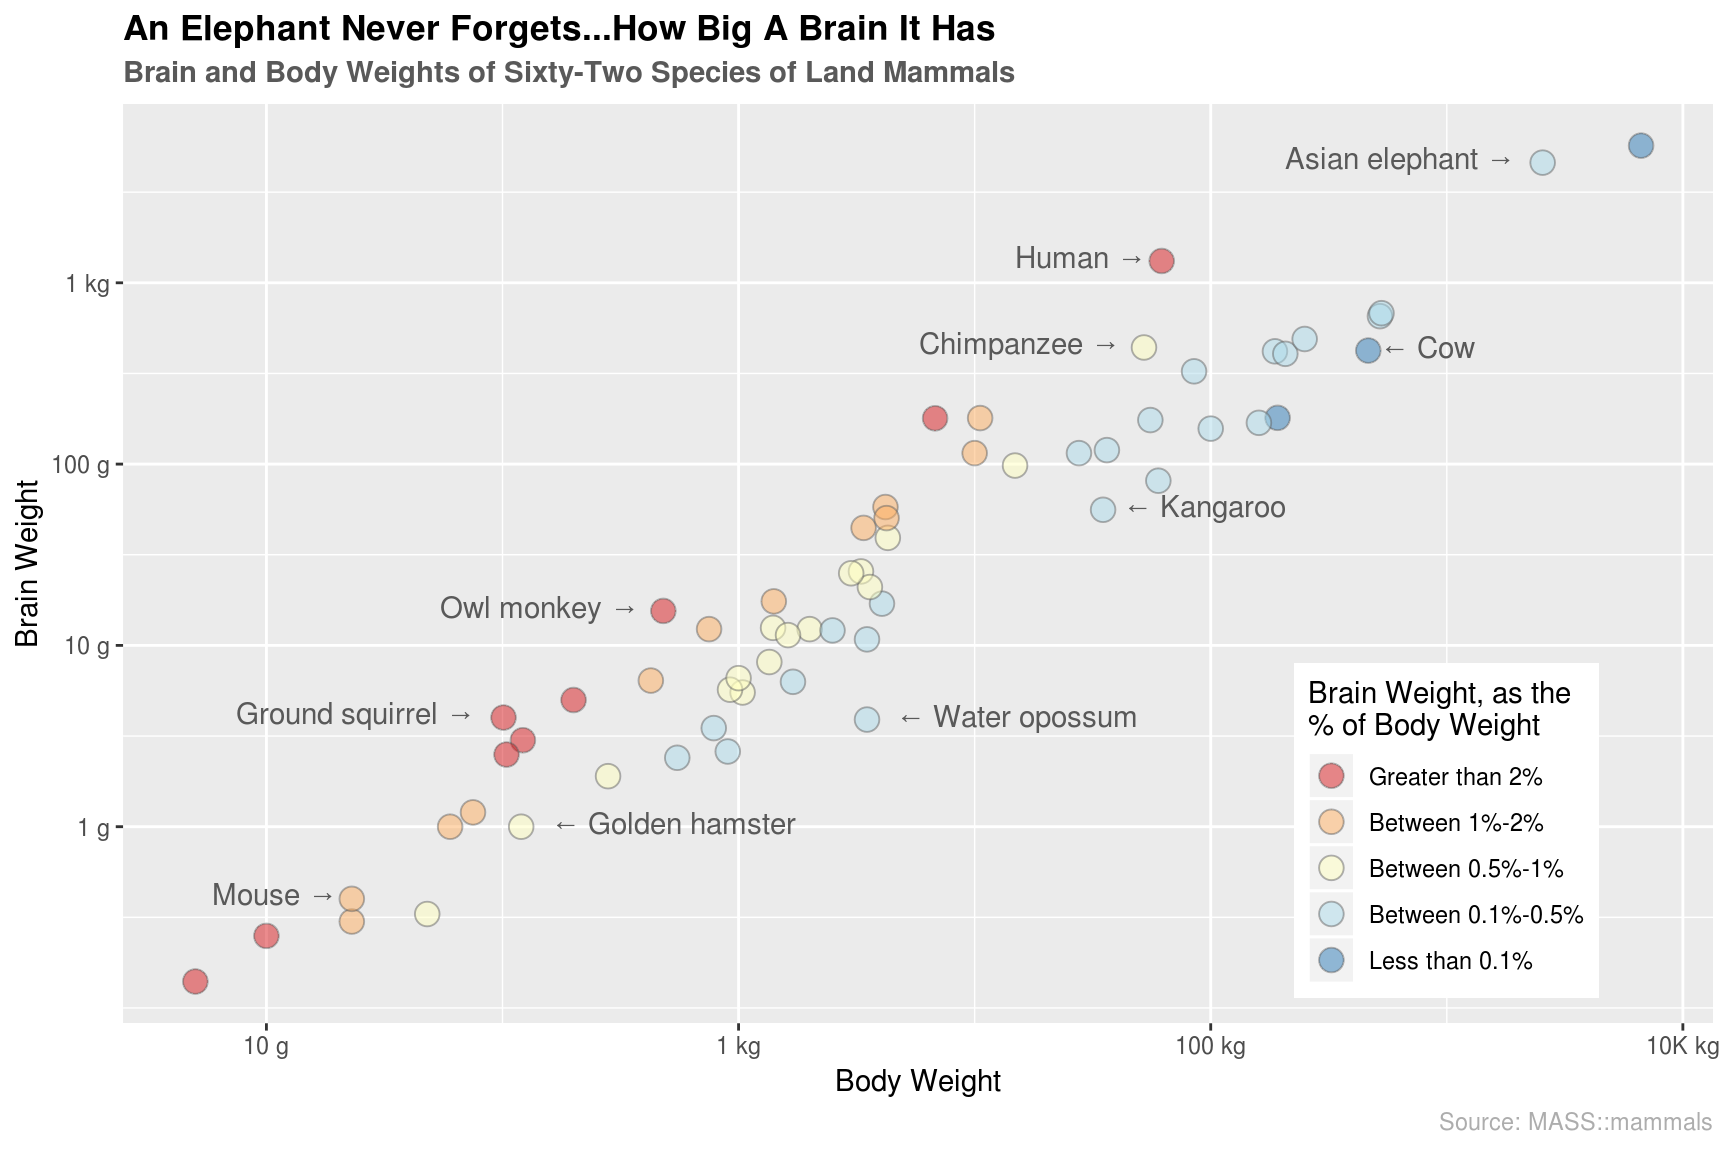 An Elephant Never Forgets...How Big A Brain It Has
Brain and Body Weights of Sixty-Two Species of Land Mammals
Asian elephant →
Human →
1 kg
Chimpanzee →
← Cow
100 g
← Kangaroo
Owl monkey →
10 g
Ground squirrel →
← Water opossum
1 g
← Golden hamster
Mouse →
Brain Weight
Brain Weight, as the
% of Body Weight
Greater than 2%
Between 1%-2%
Between 0.5%-1%
Between 0.1%-0.5%
Less than 0.1%
10 g
1 kg
100 kg
10K kg
Body Weight
Source: MASS::mammals